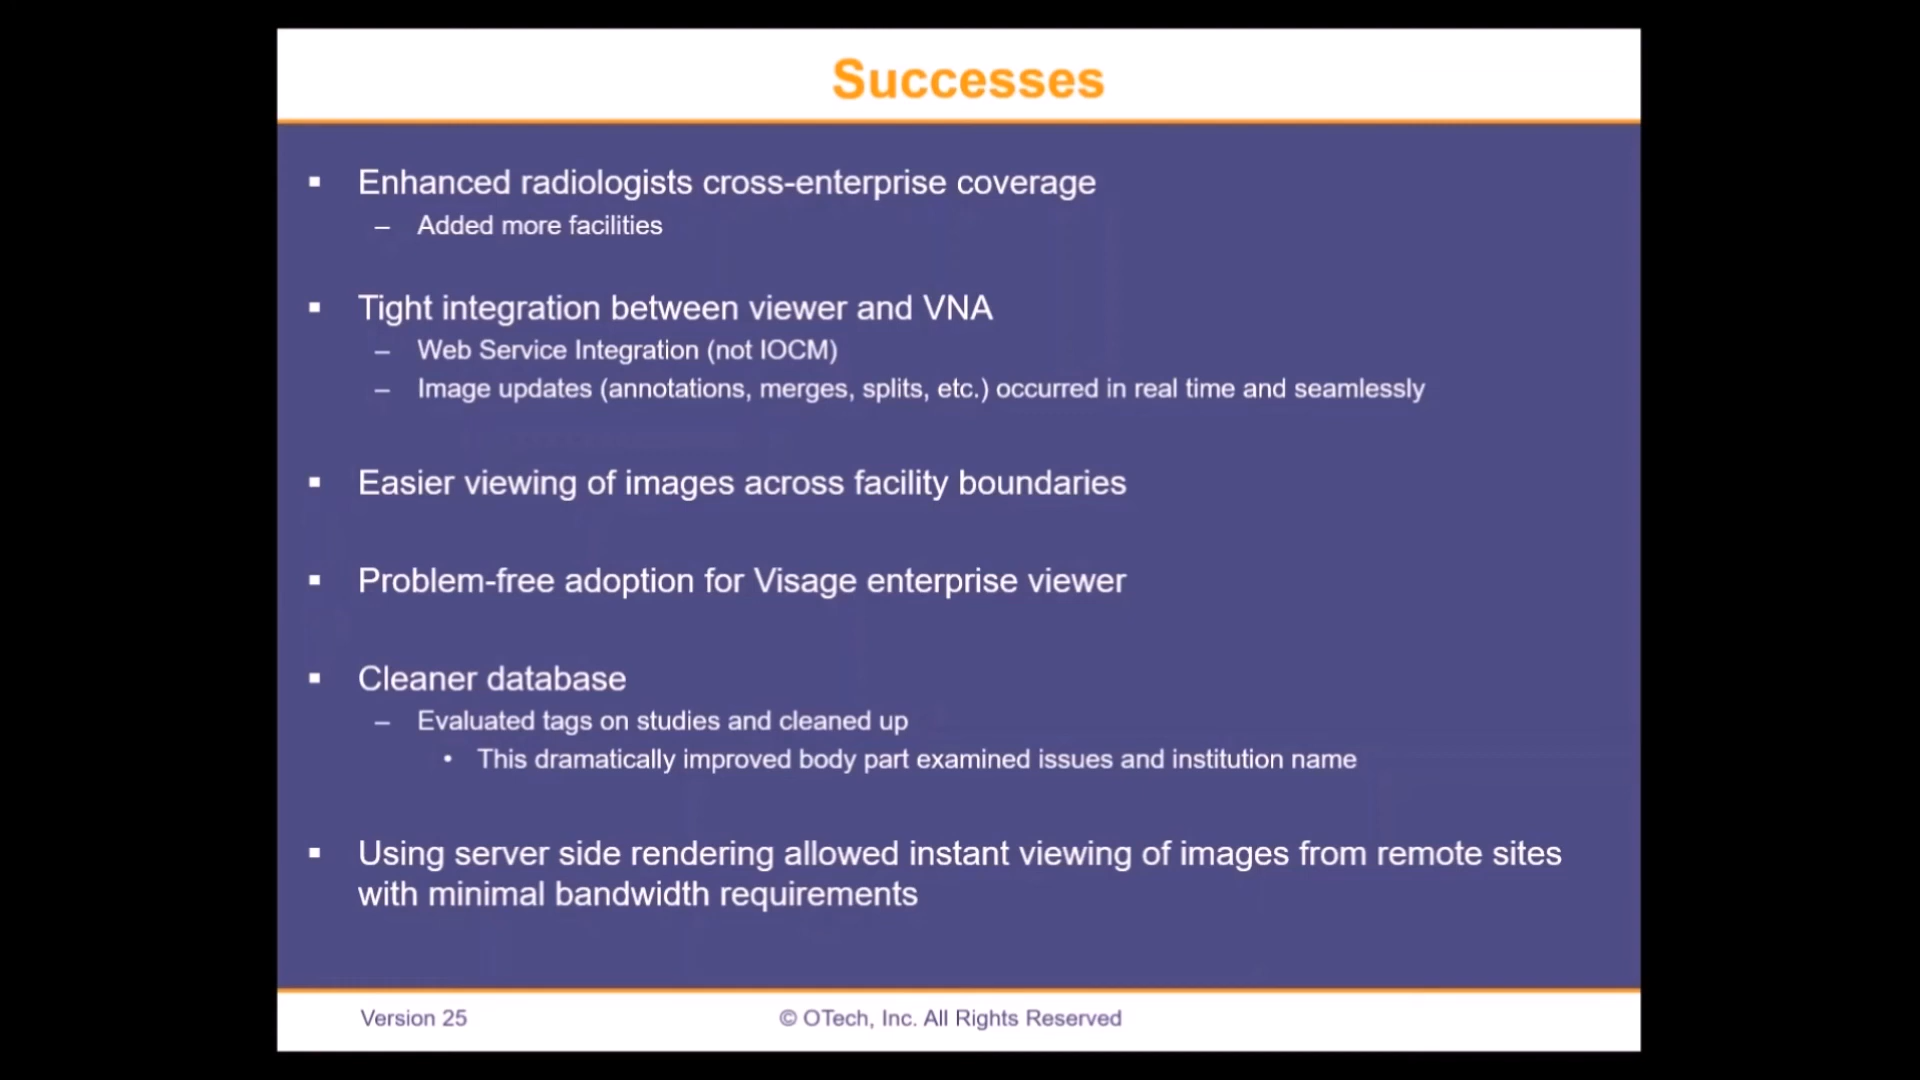 Successes
▪ Enhanced radiologists cross-enterprise coverage
– Added more facilities
▪ Tight integration between viewer and VNA
– Web Service Integration (not IOCM)
– Image updates (annotations, merges, splits, etc.) occurred in real time and seamlessly
▪ Easier viewing of images across facility boundaries
▪ Problem-free adoption for Visage enterprise viewer
▪ Cleaner database
– Evaluated tags on studies and cleaned up
• This dramatically improved body part examined issues and institution name
▪ Using server side rendering allowed instant viewing of images from remote sites
with minimal bandwidth requirements
Version 25
© OTech, Inc. All Rights Reserved